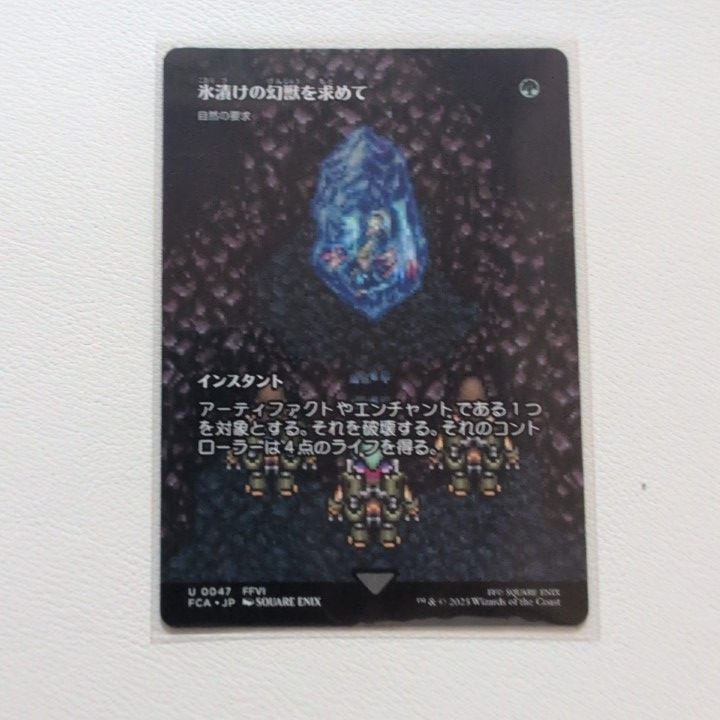 氷漬けの幻獣を求めて
自然の要求
インスタント
アーティファクトやエンチャントである1つ
を対象とする。それを破壊する。それのコント
ローラーは4点のライフを得る。
U 0047 FFVI
FCA • JP SQUARE ENIX
FF© SQUARE ENIX
™ & © 2025 Wizards of the Coast